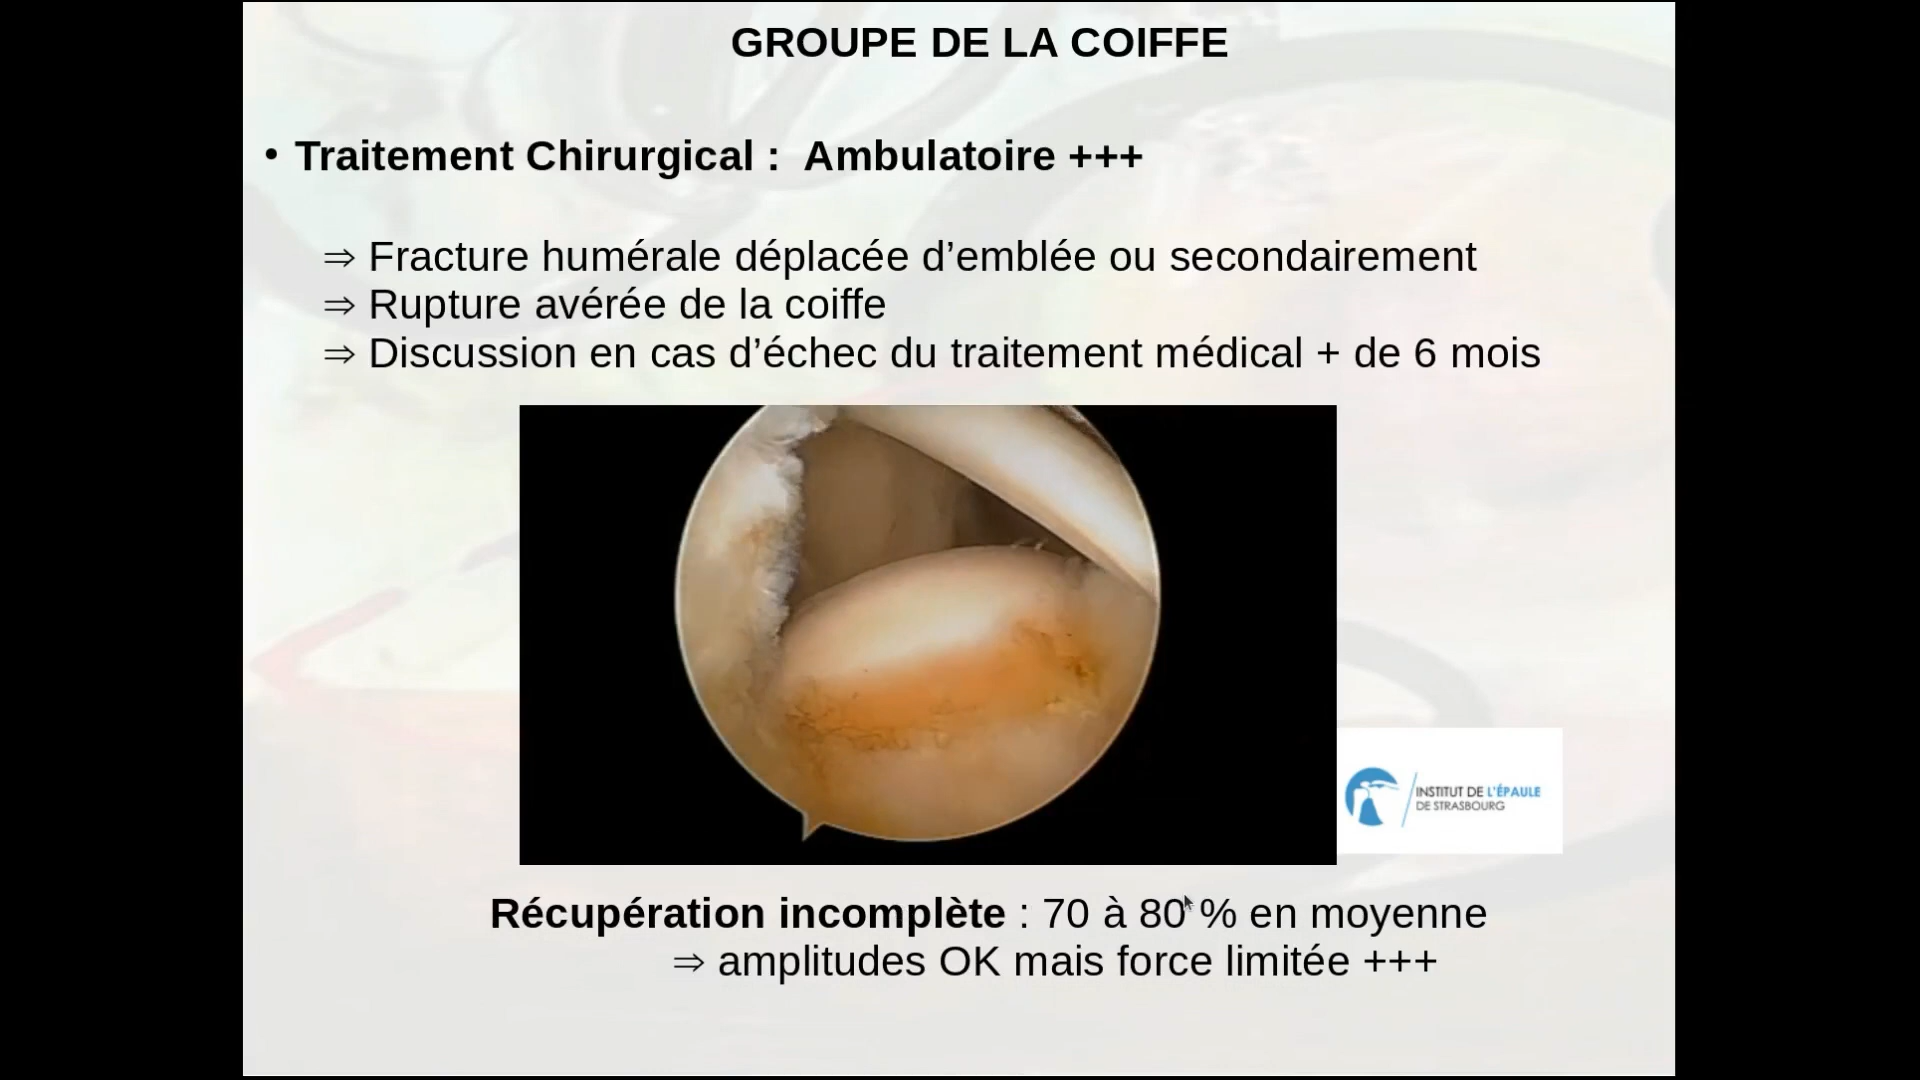 GROUPE DE LA COIFFE
• Traitement Chirurgical :  Ambulatoire +++
⇒ Fracture humérale déplacée d’emblée ou secondairement
⇒ Rupture avérée de la coiffe
⇒ Discussion en cas d’échec du traitement médical + de 6 mois
INSTITUT DE L'ÉPAULE
DE STRASBOURG
Récupération incomplète : 70 à 80 % en moyenne
⇒ amplitudes OK mais force limitée +++